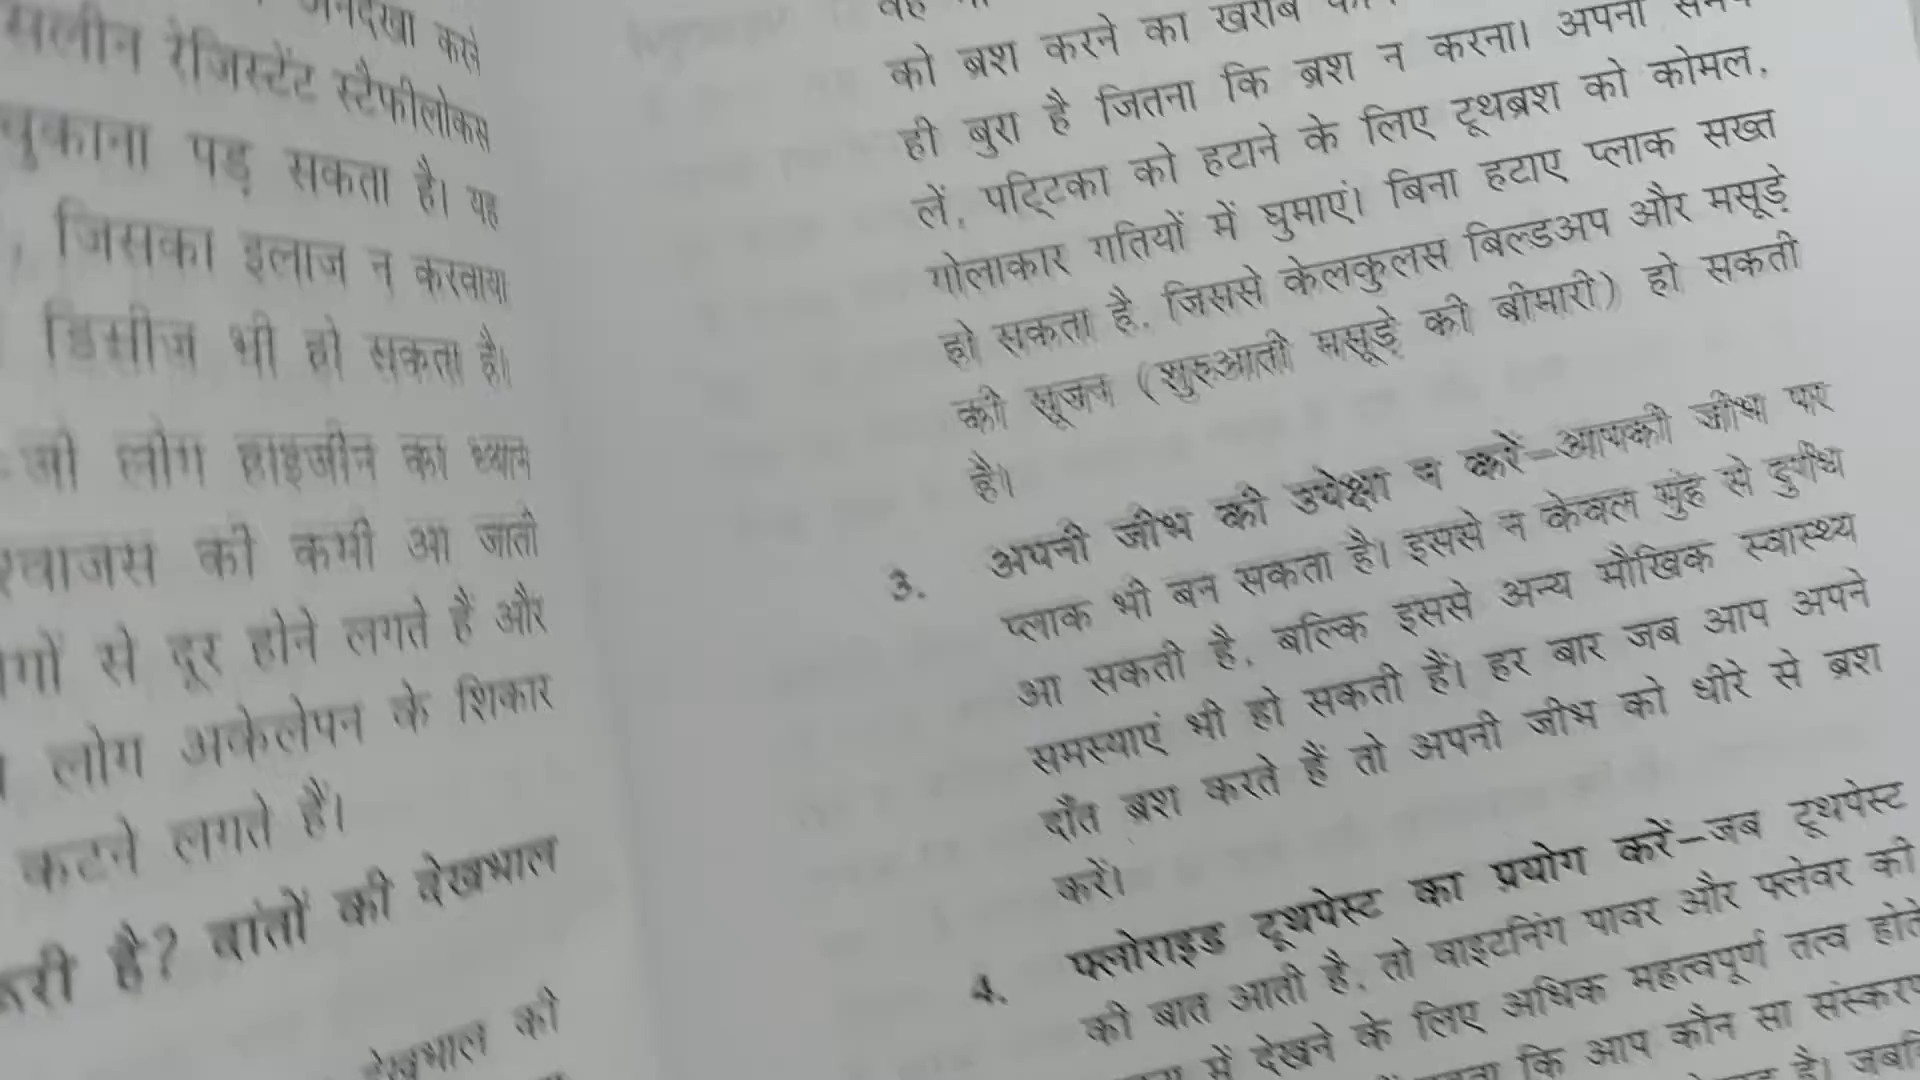 करने
सलीन रेजिस्टेंट स्टैफीलोकस
चुकाना पड़ सकता है। यह
जिसका इलाज न करवाया
डिसीज भी हो सकता है।
जो लोग हाइजीन का ध्यान
की कमी आ जाती
से दूर होने लगते हैं और
लोग अकेलेपन के शिकार
कटने लगते हैं।
है? दांतों की देखभाल
देखभाल की
को ब्रश करने का खराब
ही बुरा है जितना कि ब्रश न करना। अपना
लें, पट्टिका को हटाने के लिए टूथब्रश को कोमल,
गोलाकार गतियों में घुमाएं। बिना हटाए प्लाक सख्त
हो सकता है, जिससे केलकुलस बिल्डअप और मसूड़े
की सूजन (शुरुआती मसूड़े की बीमारी) हो सकती
है।
3. अपनी जीभ की उपेक्षा न करें–आपकी जीभ पर
प्लाक भी बन सकता है। इससे न केवल मुंह से दुर्गंध
आ सकती है, बल्कि इससे अन्य मौखिक स्वास्थ्य
समस्याएं भी हो सकती हैं। हर बार जब आप अपने
दाँत ब्रश करते हैं तो अपनी जीभ को धीरे से ब्रश
करें।
4. फ्लोराइड टूथपेस्ट का प्रयोग करें–जब टूथपेस्ट
की बात आती है, तो वाइटनिंग पावर और फ्लेवर की
में देखने के लिए अधिक महत्वपूर्ण तत्व होते
कि आप कौन सा
है।